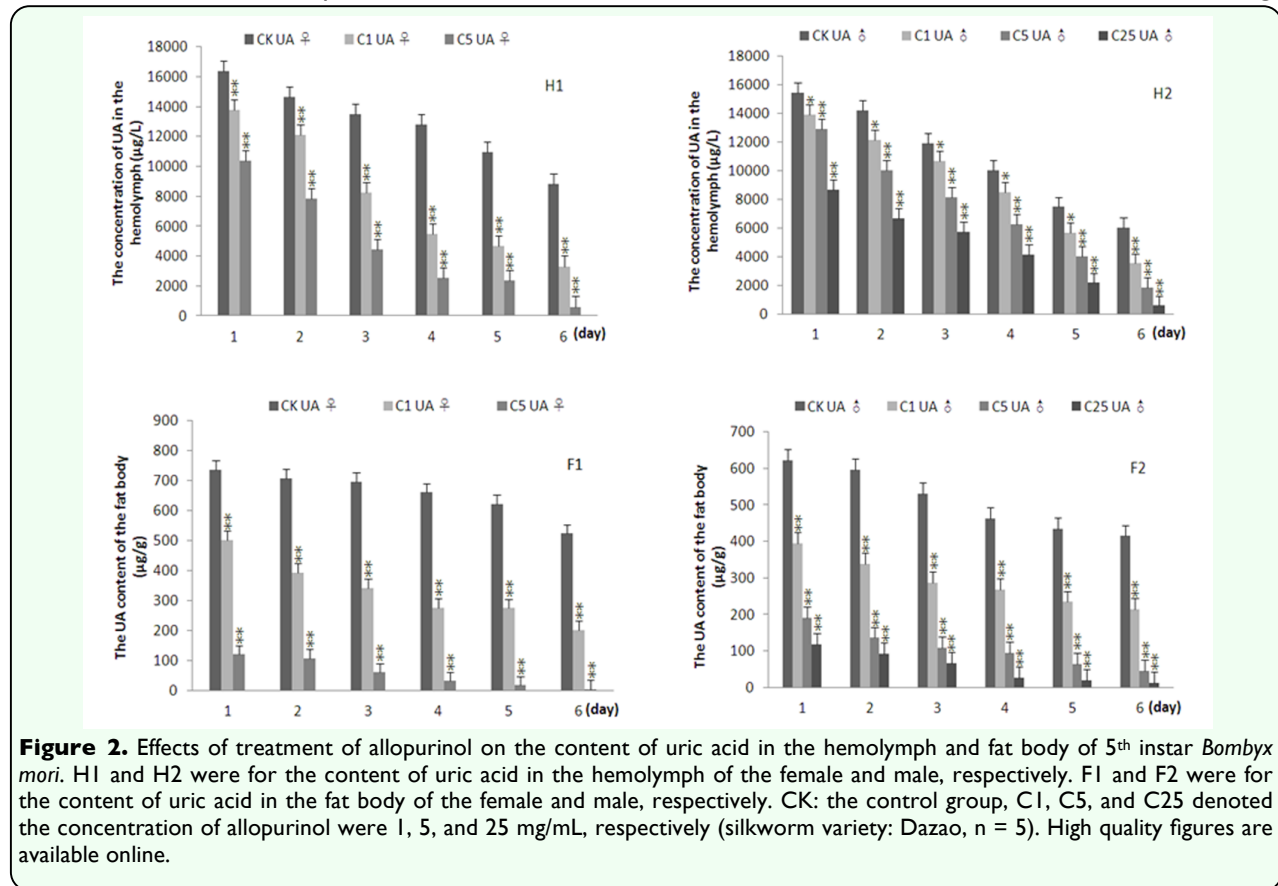 CK UA ♀ C1 UA ♀ C5 UA ♀
H1
The concentration of UA in the
hemolymph (µg/L)
18000
16000
14000
12000
10000
8000
6000
4000
2000
0
** ** ** ** ** ** ** ** ** ** ** **
1 2 3 4 5 6 (day)
CK UA ♂ C1 UA ♂ C5 UA ♂ C25 UA ♂
H2
The concentration of UA in the
hemolymph (µg/L)
18000
16000
14000
12000
10000
8000
6000
4000
2000
0
* ** ** * ** ** * ** ** * ** ** * ** ** ** ** **
1 2 3 4 5 6 (day)
CK UA ♀ C1 UA ♀ C5 UA ♀
F1
The UA content of the fat body
(µg/g)
900
800
700
600
500
400
300
200
100
0
** ** ** ** ** ** ** ** ** ** ** **
1 2 3 4 5 6 (day)
CK UA ♂ C1 UA ♂ C5 UA ♂ C25 UA ♂
F2
The UA content of the fat body
(µg/g)
700
600
500
400
300
200
100
0
** ** ** ** ** ** ** ** ** ** ** ** ** ** ** ** ** **
1 2 3 4 5 6 (day)
Figure 2. Effects of treatment of allopurinol on the content of uric acid in the hemolymph and fat body of 5th instar Bombyx
mori. H1 and H2 were for the content of uric acid in the hemolymph of the female and male, respectively. F1 and F2 were for
the content of uric acid in the fat body of the female and male, respectively. CK: the control group, C1, C5, and C25 denoted
the concentration of allopurinol were 1, 5, and 25 mg/mL, respectively (silkworm variety: Dazao, n = 5). High quality figures are
available online.